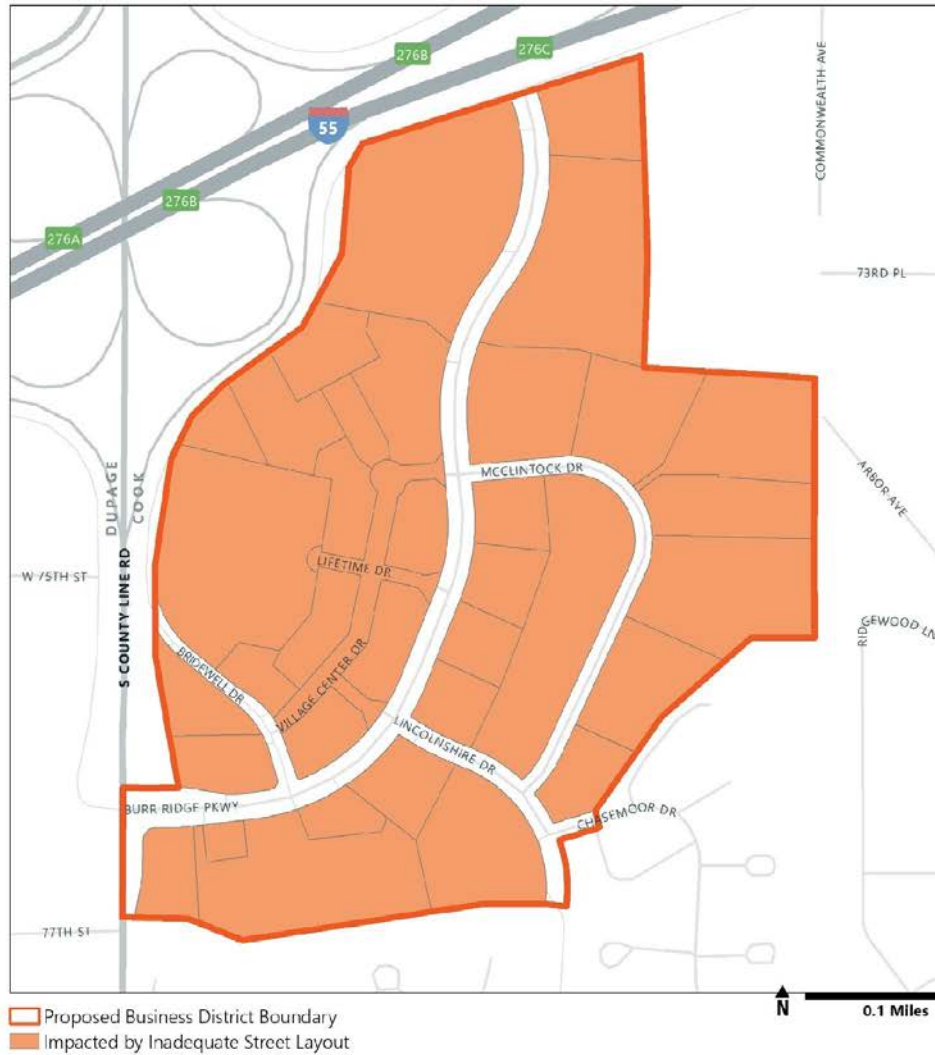 276B
276C
55
276B
276A
COMMONWEALTH AVE
73RD PL
MCCLINTOCK DR
ARBOR AVE
DUPAGE
COOK
LIFETIME DR
W 75TH ST
S COUNTY LINE RD
RIDGEWOOD LN
BRIDEWELL DR
VILLAGE CENTER DR
LINCOLNSHIRE DR
BURR RIDGE PKWY
CHASEMOOR DR
77TH ST
N
0.1 Miles
Proposed Business District Boundary
Impacted by Inadequate Street Layout